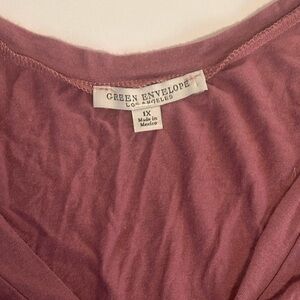 GREEN ENVELOPE
LOS ANGELES
1X
Made in
Mexico